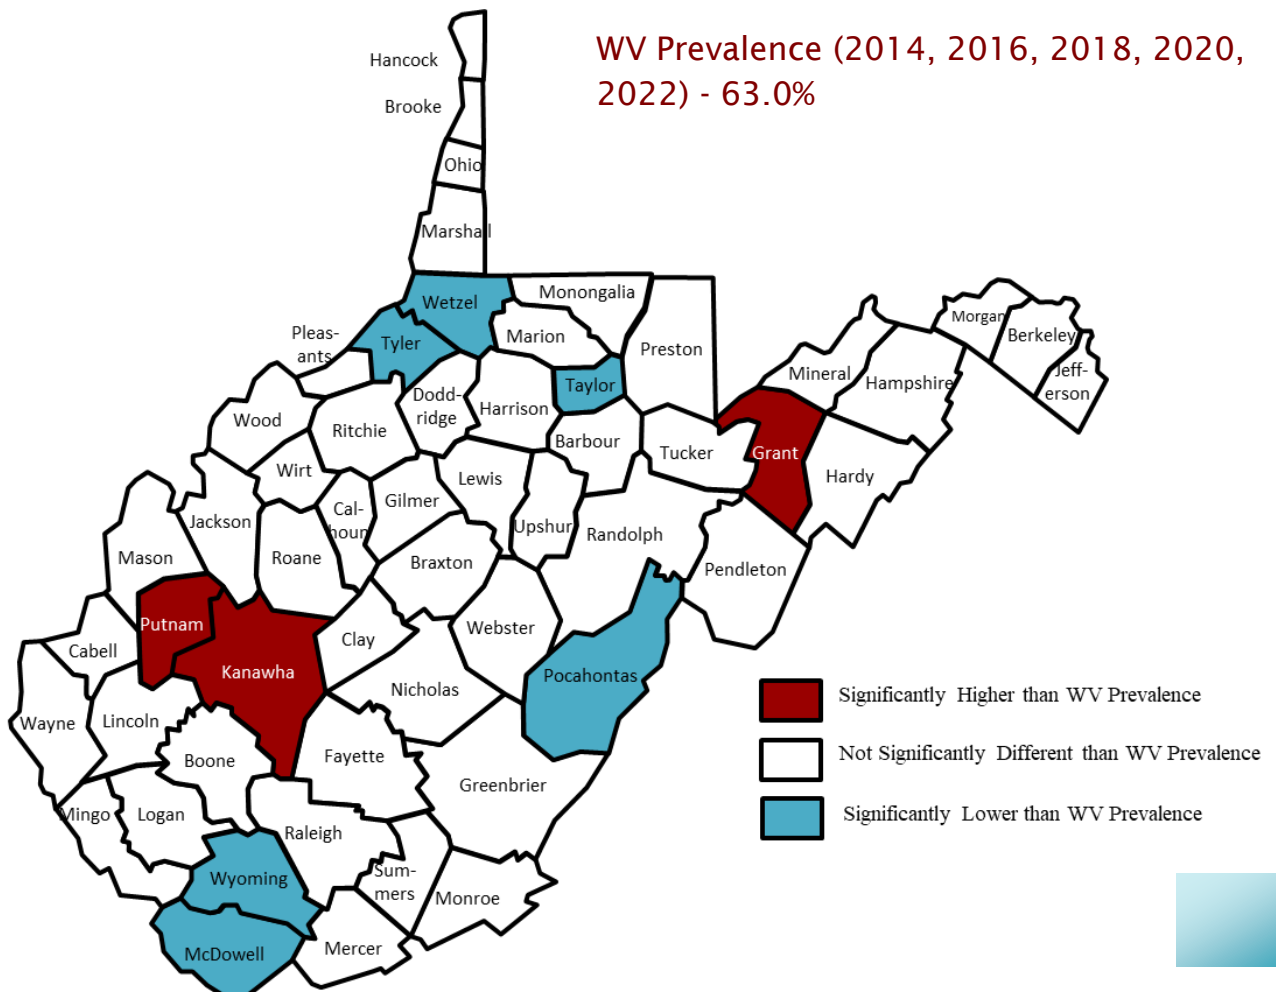 WV Prevalence (2014, 2016, 2018, 2020,
2022) - 63.0%
Hancock
Brooke
Ohio
Marshall
Wetzel
Monongalia
Marion
Pleas-
ants
Tyler
Preston
Taylor
Dodd-
ridge
Harrison
Wood
Ritchie
Barbour
Tucker
Grant
Mineral
Hampshire
Morgan
Berkeley
Jeff-
erson
Hardy
Wirt
Lewis
Gilmer
Cal-
houn
Jackson
Upshur
Randolph
Roane
Braxton
Mason
Pendleton
Putnam
Clay
Webster
Cabell
Kanawha
Pocahontas
Nicholas
Wayne
Lincoln
Boone
Fayette
Greenbrier
Mingo
Logan
Raleigh
Wyoming
Sum-
mers
Monroe
McDowell
Mercer
Significantly Higher than WV Prevalence
Not Significantly Different than WV Prevalence
Significantly Lower than WV Prevalence